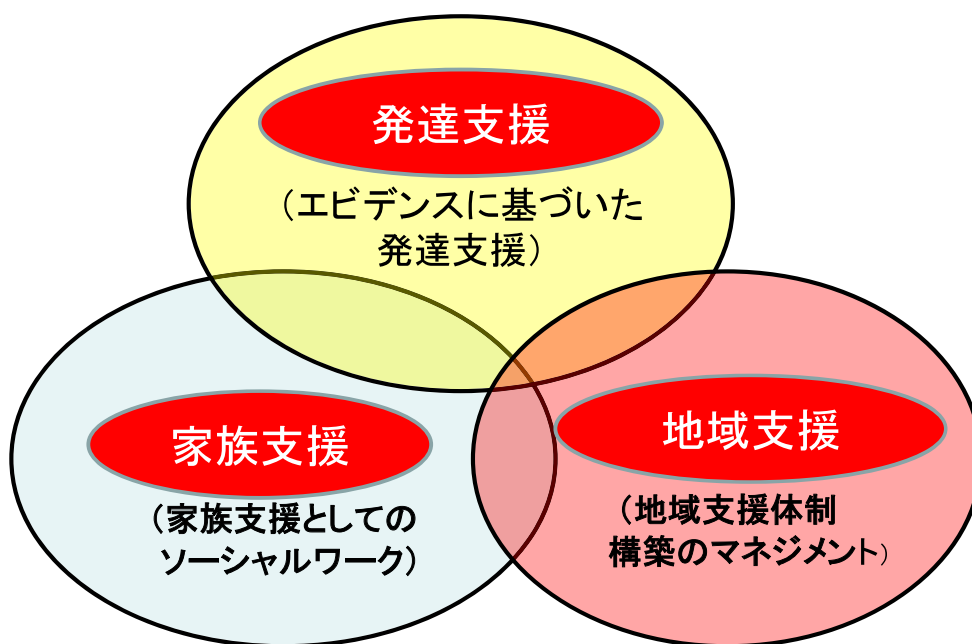 発達支援
（エビデンスに基づいた
発達支援）
家族支援
（家族支援としての
ソーシャルワーク）
地域支援
（地域支援体制
構築のマネジメント）